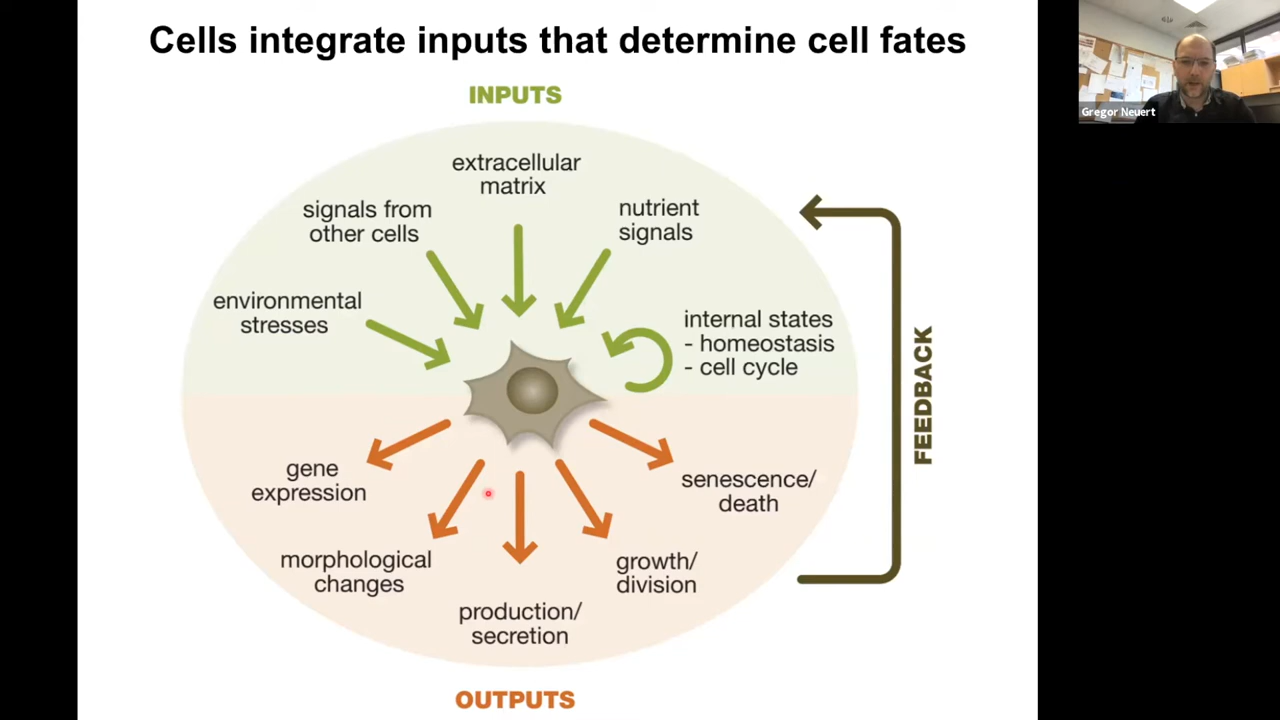 Cells integrate inputs that determine cell fates
INPUTS
extracellular
matrix
signals from
other cells
nutrient
signals
environmental
stresses
internal states
- homeostasis
- cell cycle
FEEDBACK
gene
expression
senescence/
death
morphological
changes
growth/
division
production/
secretion
OUTPUTS
Gregor Neuert